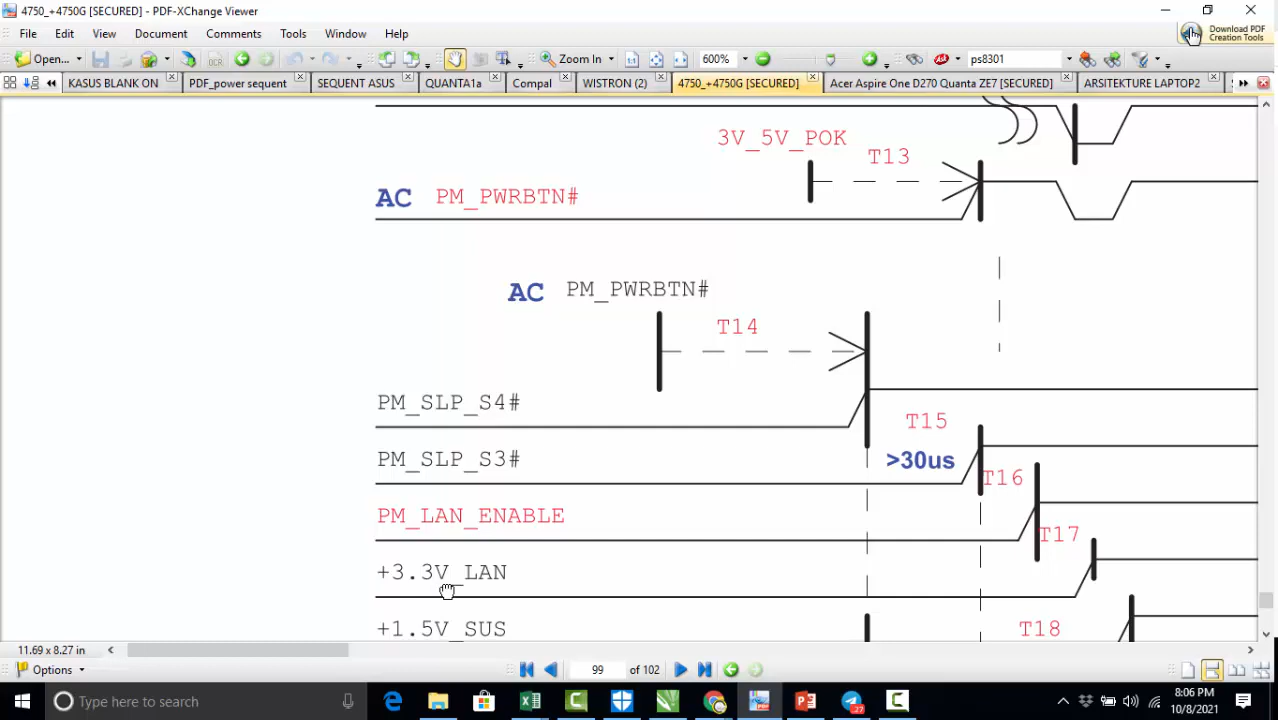 4750_+4750G [SECURED] - PDF-XChange Viewer
File Edit View Document Comments Tools Window Help
Download PDF
Creation Tools
Open... Zoom In 600% ps8301
KASUS BLANK ON PDF_power sequent SEQUENT ASUS QUANTA1a Compal WISTRON (2) 4750_+4750G [SECURED] Acer Aspire One D270 Quanta ZE7 [SECURED] ARSITEKTURE LAPTOP2
3V_5V_POK
T13
AC PM_PWRBTN#
AC PM_PWRBTN#
T14
PM_SLP_S4#
T15
PM_SLP_S3#
>30us
T16
PM_LAN_ENABLE
T17
+3.3V_LAN
+1.5V_SUS
T18
11.69 x 8.27 in
Options 99 of 102
Type here to search
27
8:06 PM
10/8/2021